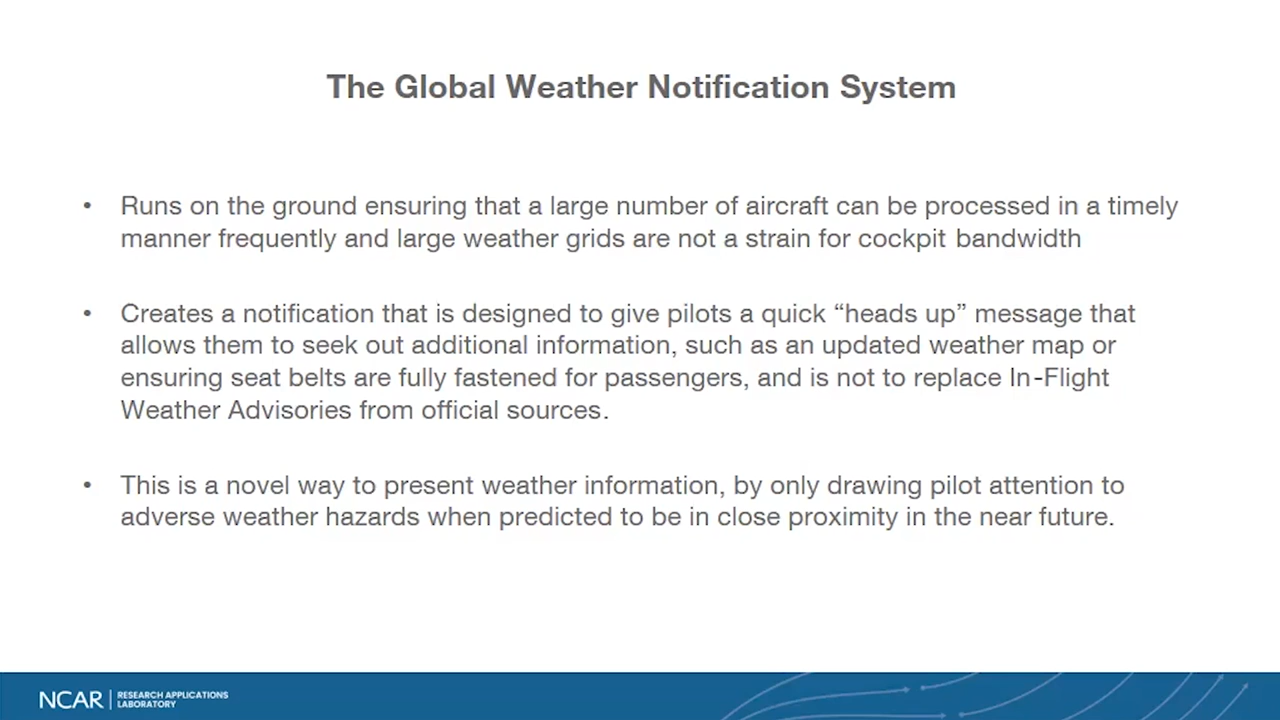 The Global Weather Notification System
• Runs on the ground ensuring that a large number of aircraft can be processed in a timely
manner frequently and large weather grids are not a strain for cockpit bandwidth
• Creates a notification that is designed to give pilots a quick “heads up” message that
allows them to seek out additional information, such as an updated weather map or
ensuring seat belts are fully fastened for passengers, and is not to replace In-Flight
Weather Advisories from official sources.
• This is a novel way to present weather information, by only drawing pilot attention to
adverse weather hazards when predicted to be in close proximity in the near future.
NCAR | RESEARCH APPLICATIONS
LABORATORY